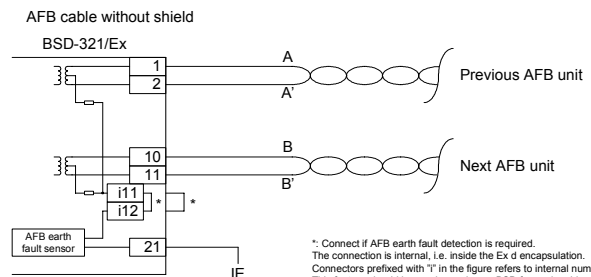 AFB cable without shield
BSD-321/Ex
1
A
2
A'
Previous AFB unit
10
B
11
B'
Next AFB unit
i11
i12
*
*
AFB earth
fault sensor
21
IE
*: Connect if AFB earth fault detection is required.
The connection is internal, i.e. inside the Ex d encapsulation.
Connectors prefixed with "i" in the figure refers to internal num